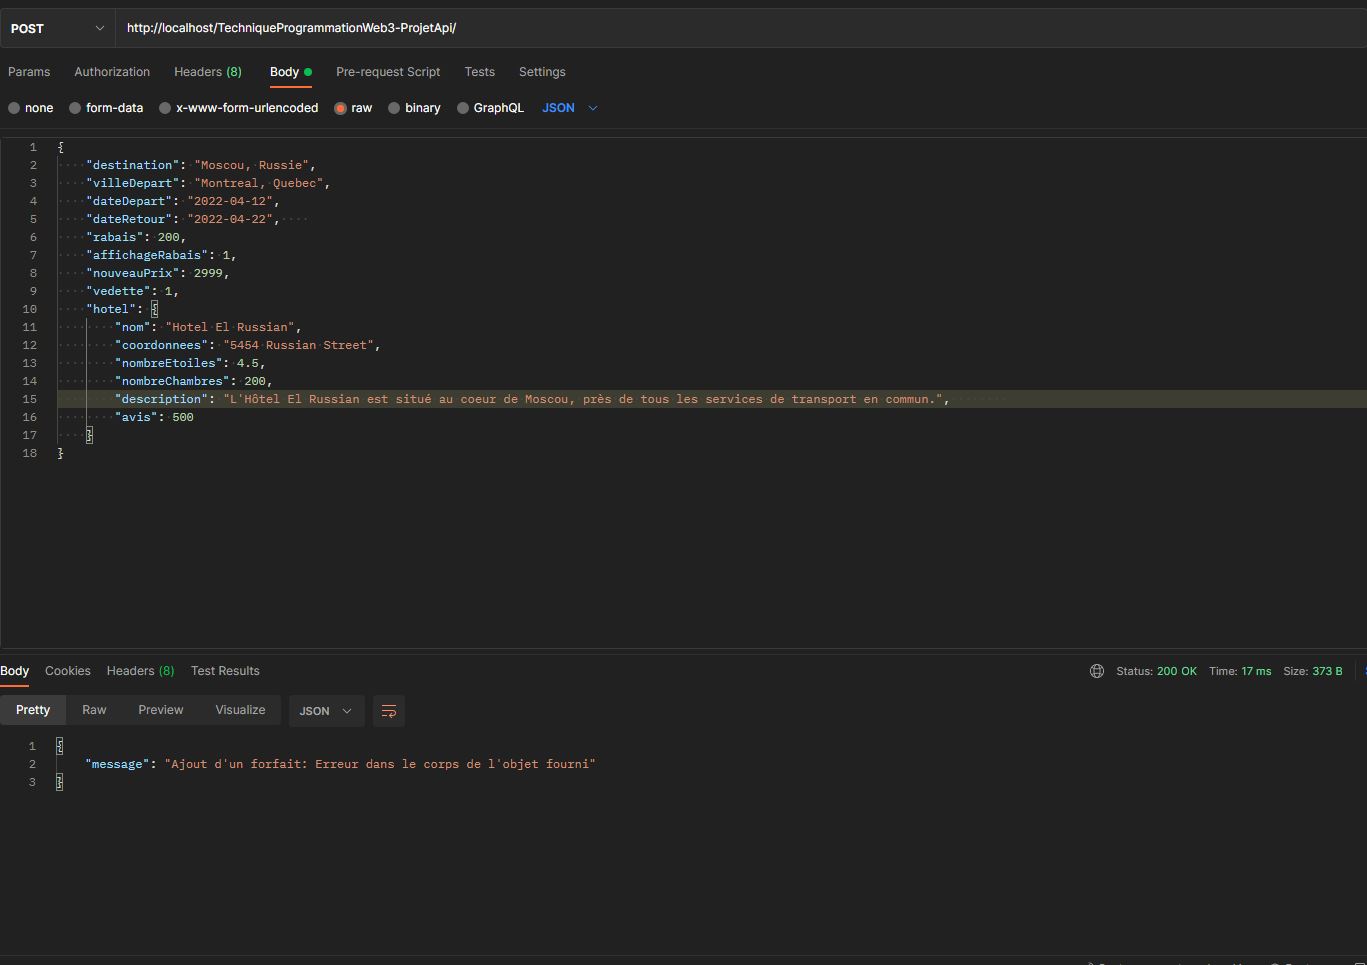 POST http://localhost/TechniqueProgrammationWeb3-ProjetApi/
Params Authorization Headers (8) Body Pre-request Script Tests Settings
none form-data x-www-form-urlencoded raw binary GraphQL JSON
1 {
2 "destination": "Moscou, Russie",
3 "villeDepart": "Montreal, Quebec",
4 "dateDepart": "2022-04-12",
5 "dateRetour": "2022-04-22",
6 "rabais": 200,
7 "affichageRabais": 1,
8 "nouveauPrix": 2999,
9 "vedette": 1,
10 "hotel": {
11 "nom": "Hotel El Russian",
12 "coordonnees": "5454 Russian Street",
13 "nombreEtoiles": 4.5,
14 "nombreChambres": 200,
15 "description": "L'Hôtel El Russian est situé au coeur de Moscou, près de tous les services de transport en commun.",
16 "avis": 500
17 }
18 }
Body Cookies Headers (8) Test Results Status: 200 OK Time: 17 ms Size: 373 B
Pretty Raw Preview Visualize JSON
1 {
2 "message": "Ajout d'un forfait: Erreur dans le corps de l'objet fourni"
3 }